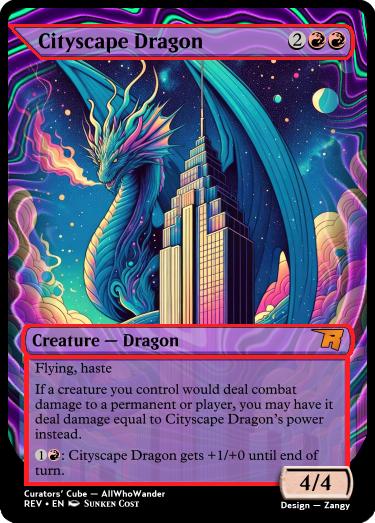 Cityscape Dragon 2
Creature — Dragon
Flying, haste
If a creature you control would deal combat
damage to a permanent or player, you may have it
deal damage equal to Cityscape Dragon's power
instead.
1 : Cityscape Dragon gets +1/+0 until end of
turn.
4/4
Curators' Cube — AllWhoWander
REV • EN Sunken Cost
Design — Zangy